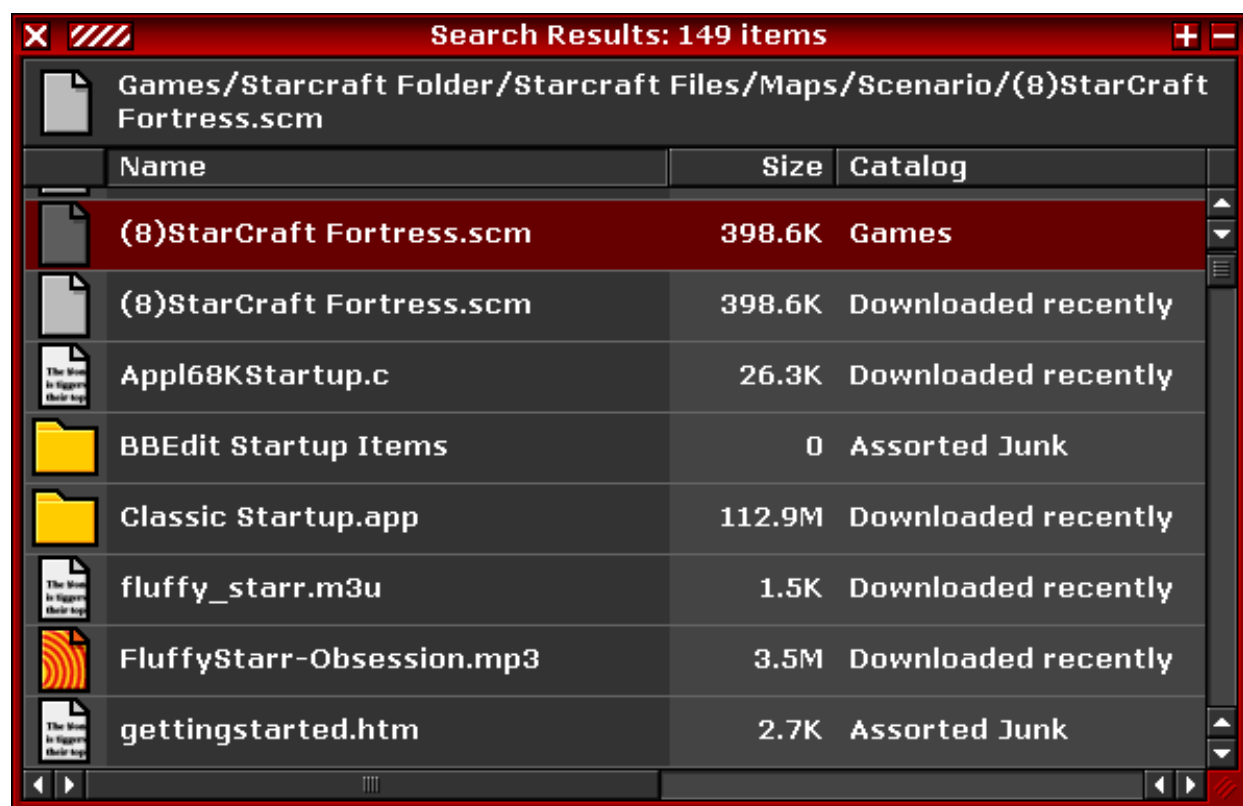 Search Results: 149 items
Games/Starcraft Folder/Starcraft Files/Maps/Scenario/(8)StarCraft
Fortress.scm
Name Size Catalog
(8)StarCraft Fortress.scm 398.6K Games
(8)StarCraft Fortress.scm 398.6K Downloaded recently
Appl68KStartup.c 26.3K Downloaded recently
BBEdit Startup Items 0 Assorted Junk
Classic Startup.app 112.9M Downloaded recently
fluffy_starr.m3u 1.5K Downloaded recently
FluffyStarr-Obsession.mp3 3.5M Downloaded recently
gettingstarted.htm 2.7K Assorted Junk